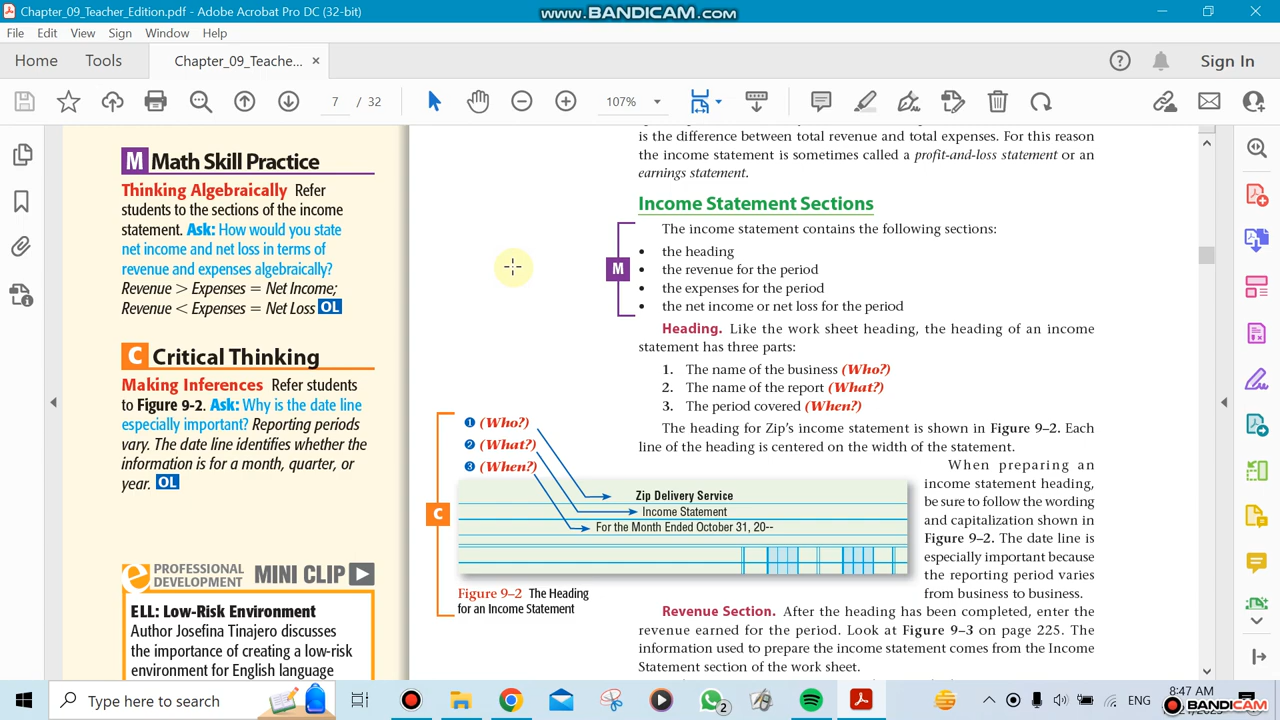 Chapter_09_Teacher_Edition.pdf - Adobe Acrobat Pro DC (32-bit)
www.BANDICAM.com
File Edit View Sign Window Help
Home Tools Chapter_09_Teache... × Sign In
7 / 32 107%
M Math Skill Practice
Thinking Algebraically Refer
students to the sections of the income
statement. Ask: How would you state
net income and net loss in terms of
revenue and expenses algebraically?
Revenue > Expenses = Net Income;
Revenue < Expenses = Net Loss OL
C Critical Thinking
Making Inferences Refer students
to Figure 9-2. Ask: Why is the date line
especially important? Reporting periods
vary. The date line identifies whether the
information is for a month, quarter, or
year. OL
e PROFESSIONAL
DEVELOPMENT MINI CLIP
ELL: Low-Risk Environment
Author Josefina Tinajero discusses
the importance of creating a low-risk
environment for English language
is the difference between total revenue and total expenses. For this reason
the income statement is sometimes called a profit-and-loss statement or an
earnings statement.
Income Statement Sections
M
The income statement contains the following sections:
• the heading
• the revenue for the period
• the expenses for the period
• the net income or net loss for the period
Heading. Like the work sheet heading, the heading of an income
statement has three parts:
1. The name of the business (Who?)
2. The name of the report (What?)
3. The period covered (When?)
The heading for Zip's income statement is shown in Figure 9–2. Each
line of the heading is centered on the width of the statement.
C
❶ (Who?)
❷ (What?)
❸ (When?)
Zip Delivery Service
Income Statement
For the Month Ended October 31, 20--
Figure 9–2 The Heading
for an Income Statement
When preparing an
income statement heading,
be sure to follow the wording
and capitalization shown in
Figure 9–2. The date line is
especially important because
the reporting period varies
from business to business.
Revenue Section. After the heading has been completed, enter the
revenue earned for the period. Look at Figure 9–3 on page 225. The
information used to prepare the income statement comes from the Income
Statement section of the work sheet.
Type here to search
2
ENG
8:47 AM
BANDICAM